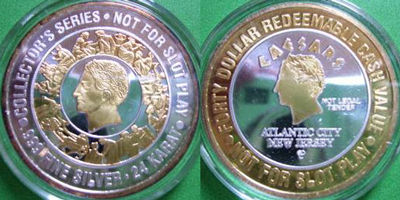 COLLECTOR'S SERIES • NOT FOR SLOT PLAY •
.999 FINE SILVER • 24 KARAT •
FORTY DOLLAR REDEEMABLE CASH VALUE
• NOT FOR SLOT PLAY •
CAESARS
NOT LEGAL
TENDER
ATLANTIC CITY
NEW JERSEY